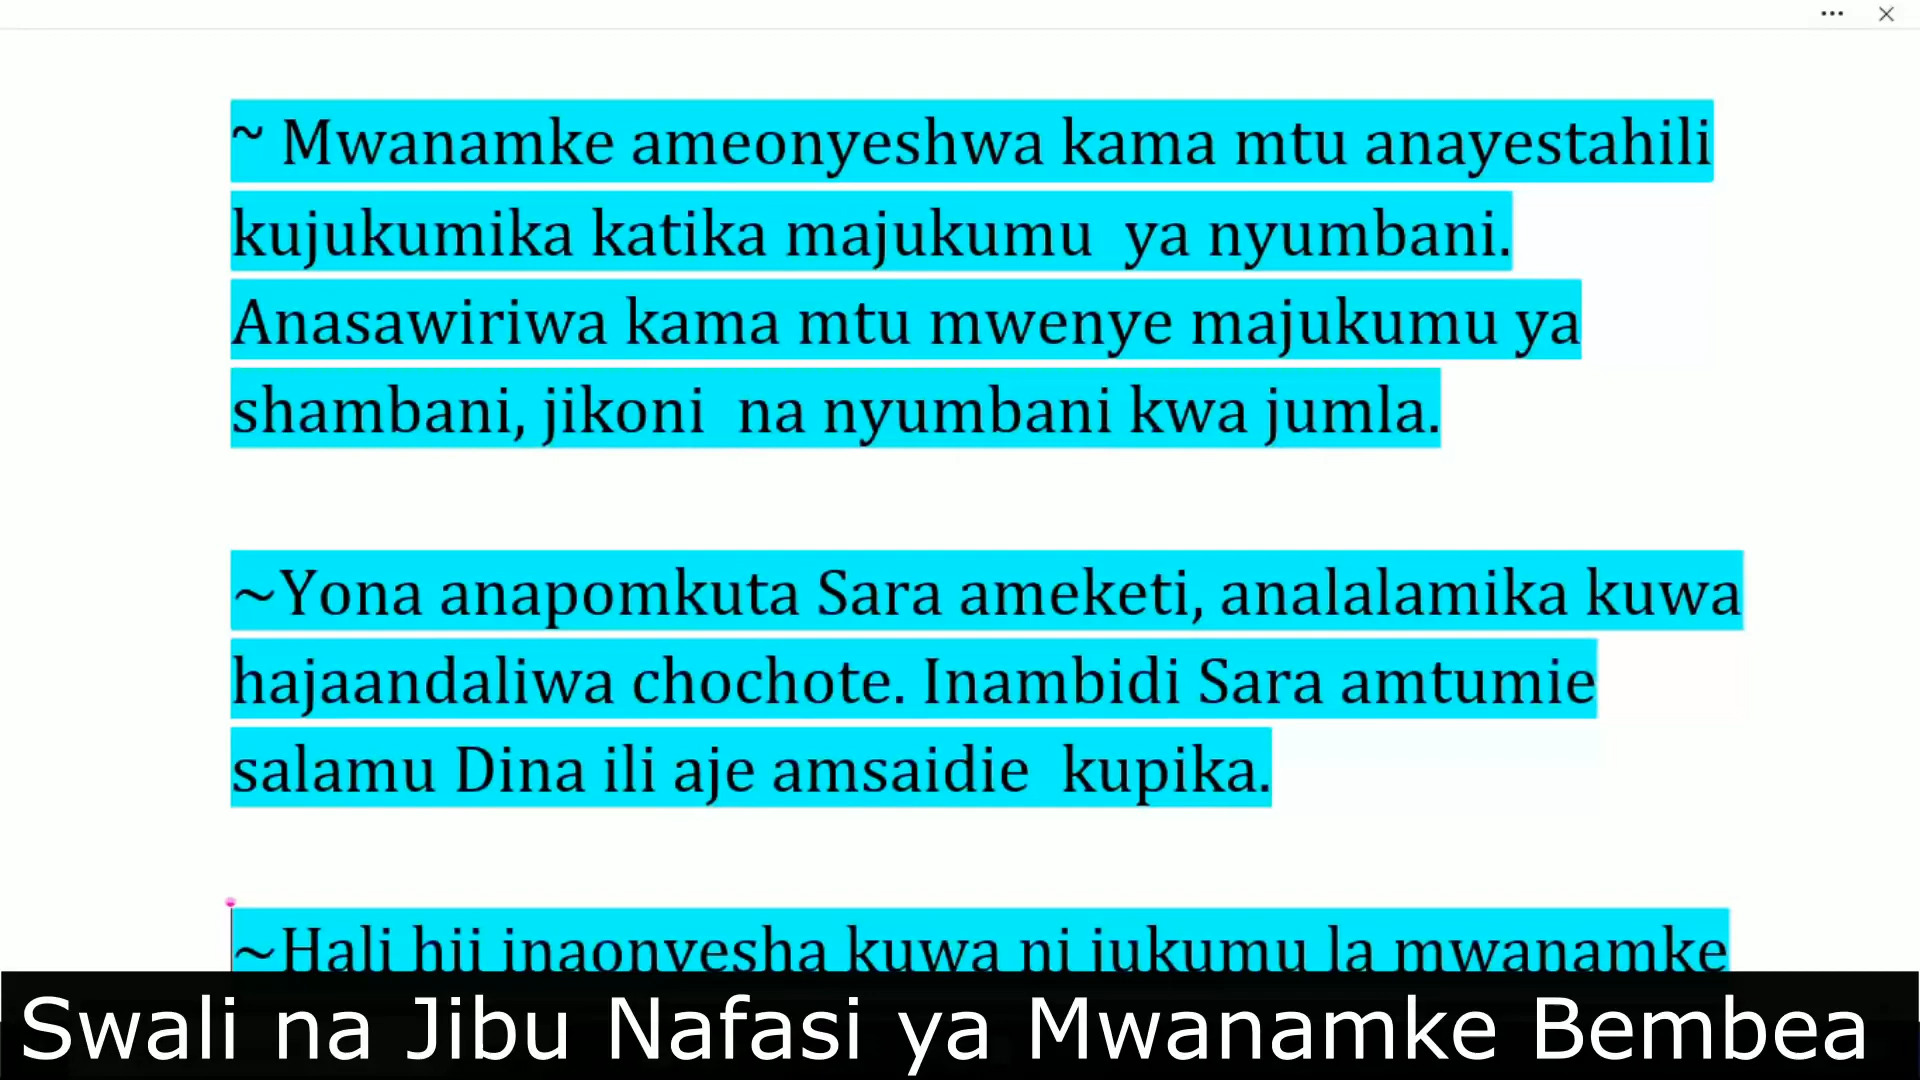 ~ Mwanamke ameonyeshwa kama mtu anayestahili
kujukumika katika majukumu  ya nyumbani.
Anasawiriwa kama mtu mwenye majukumu ya
shambani, jikoni  na nyumbani kwa jumla.
~Yona anapomkuta Sara ameketi, analalamika kuwa
hajaandaliwa chochote. Inambidi Sara amtumie
salamu Dina ili aje amsaidie  kupika.
~Hali hii inaonyesha kuwa ni jukumu la mwanamke
Swali na Jibu Nafasi ya Mwanamke Bembea